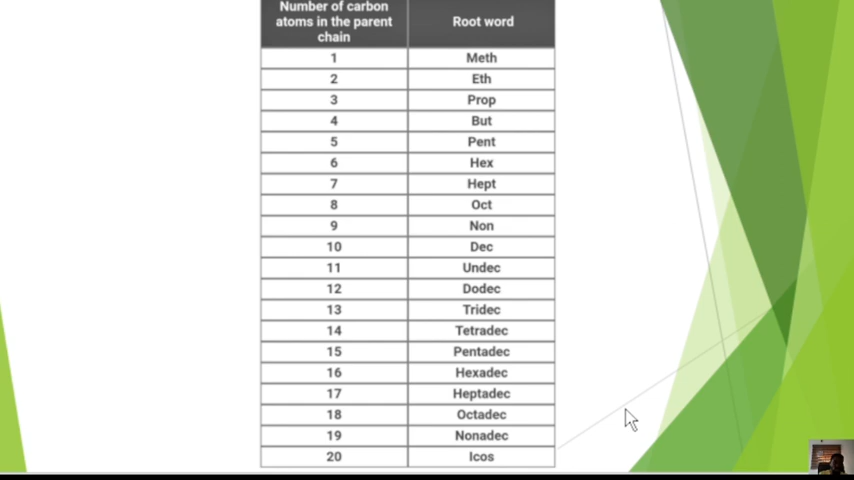 Number of carbon atoms in the parent chain Root word
1 Meth
2 Eth
3 Prop
4 But
5 Pent
6 Hex
7 Hept
8 Oct
9 Non
10 Dec
11 Undec
12 Dodec
13 Tridec
14 Tetradec
15 Pentadec
16 Hexadec
17 Heptadec
18 Octadec
19 Nonadec
20 Icos